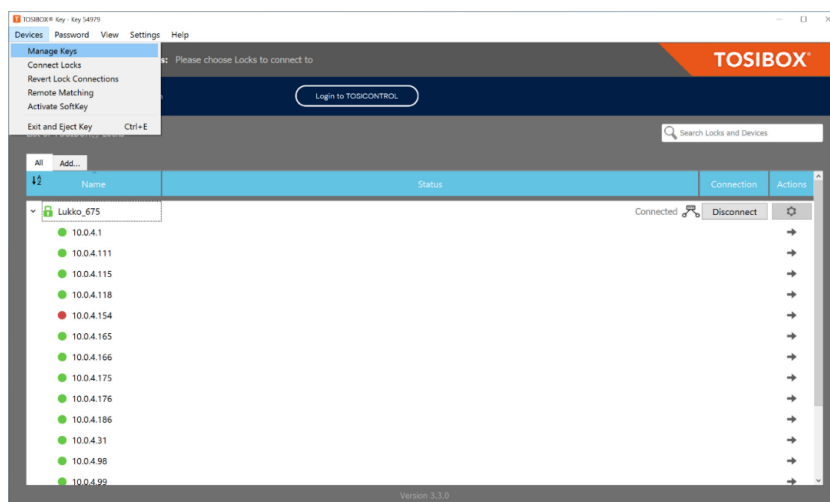 TOSIBOX® Key - Key 54979
Devices Password View Settings Help
Manage Keys
Connect Locks
Revert Lock Connections
Remote Matching
Activate SoftKey
Exit and Eject Key Ctrl+E
Please choose Locks to connect to
TOSIBOX®
Login to TOSICONTROL
Search Locks and Devices
All Add...
Name Status Connection Actions
Lukko_675 Connected Disconnect
10.0.4.1
10.0.4.111
10.0.4.115
10.0.4.118
10.0.4.154
10.0.4.165
10.0.4.166
10.0.4.175
10.0.4.176
10.0.4.186
10.0.4.31
10.0.4.98
10.0.4.99
Version 3.3.0